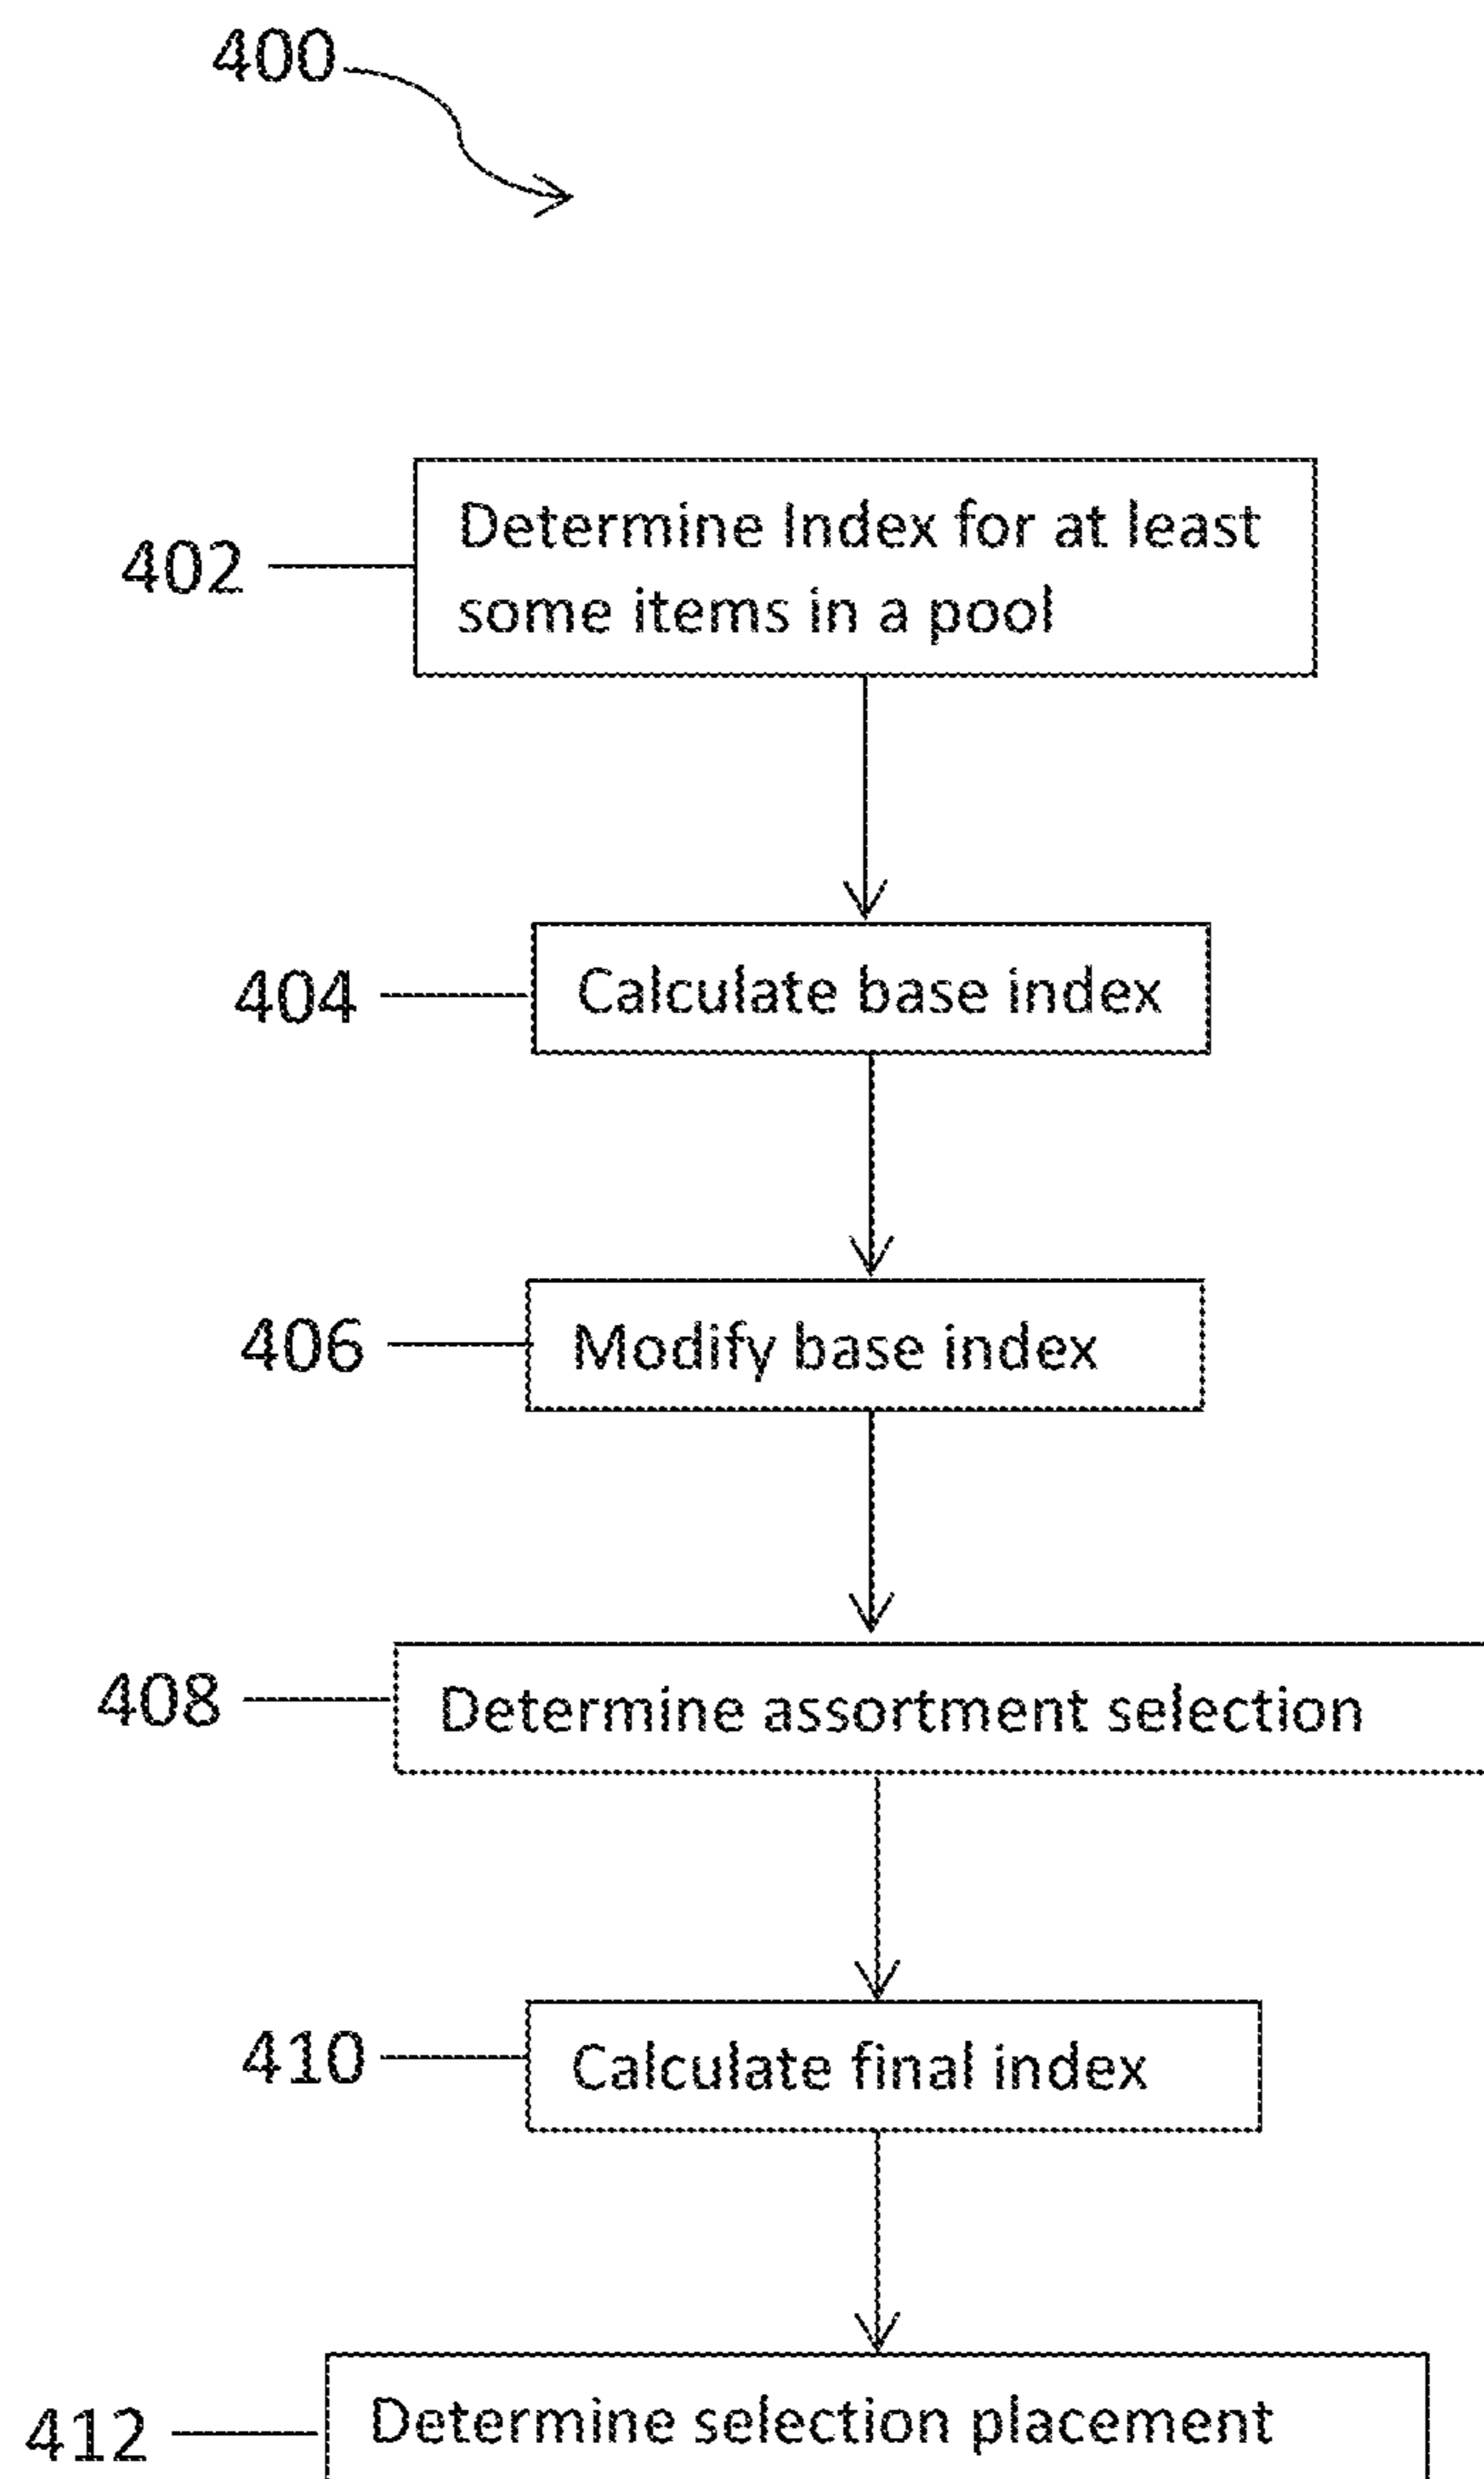 400
402
Determine Index for at least
some items in a pool
404
Calculate base index
406
Modify base index
408
Determine assortment selection
410
Calculate final index
412
Determine selection placement